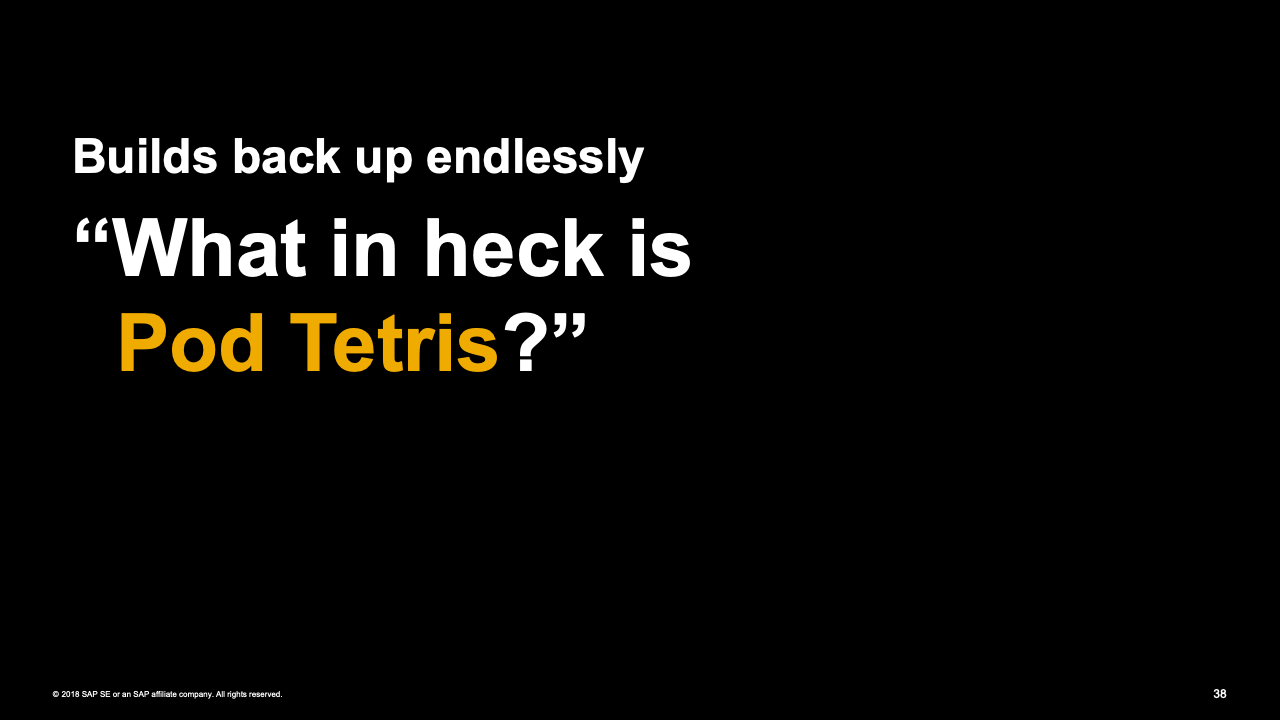 Builds back up endlessly
“What in heck is
Pod Tetris?”
© 2018 SAP SE or an SAP affiliate company. All rights reserved.
38